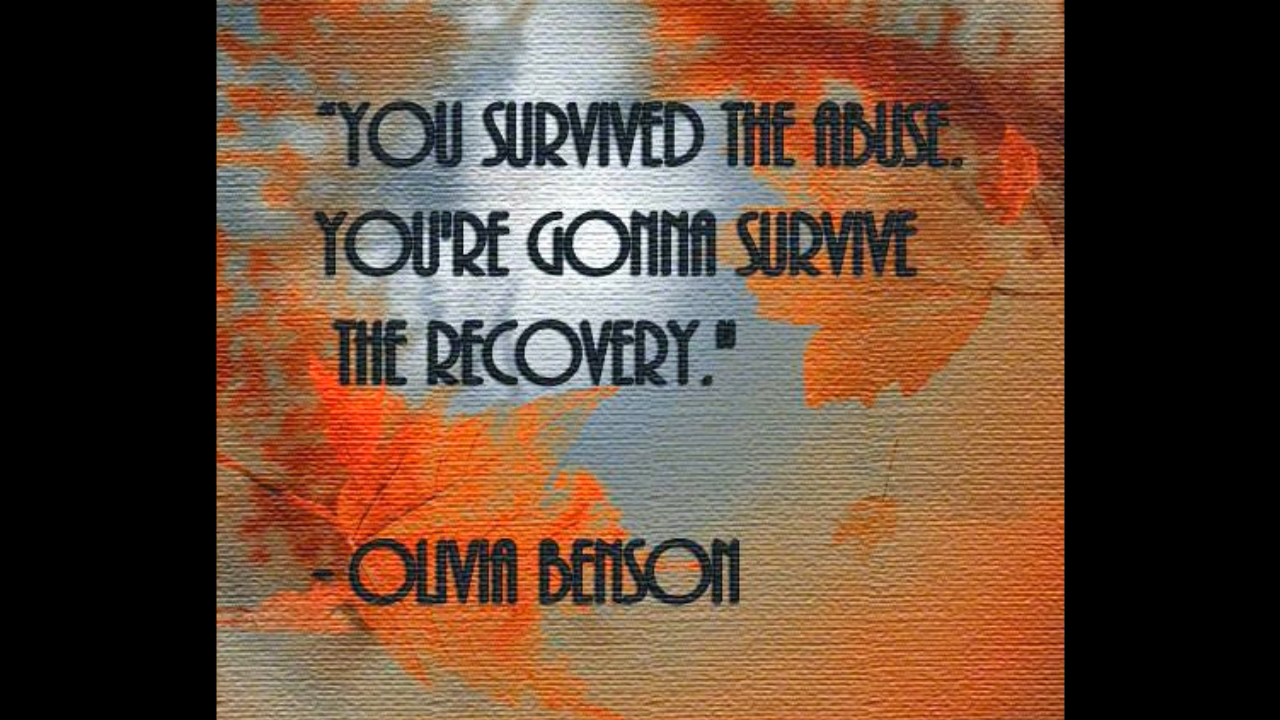 "YOU SURVIVED THE ABUSE.
YOU'RE GONNA SURVIVE
THE RECOVERY."
- OLIVIA BENSON